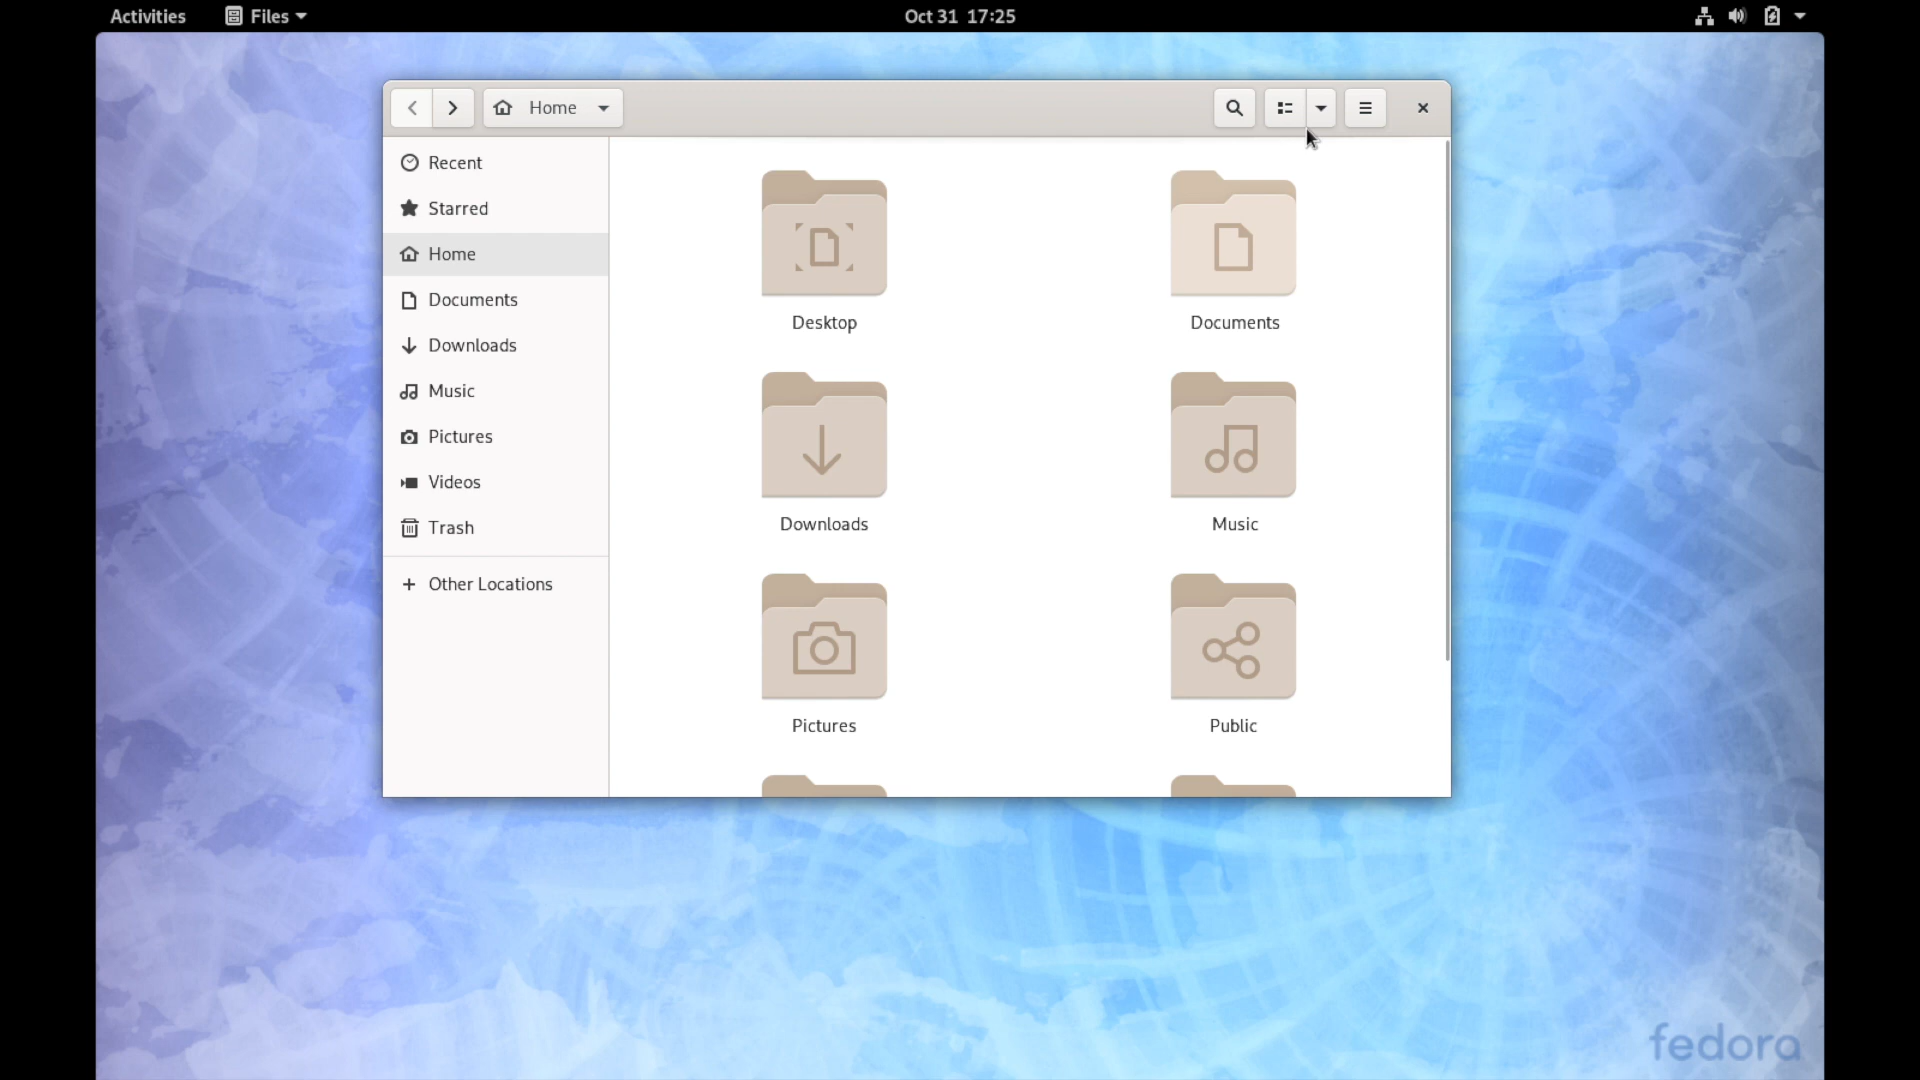 Activities
Files
Oct 31 17:25
Home
Recent
Starred
Home
Documents
Downloads
Music
Pictures
Videos
Trash
Other Locations
Desktop
Documents
Downloads
Music
Pictures
Public
fedora